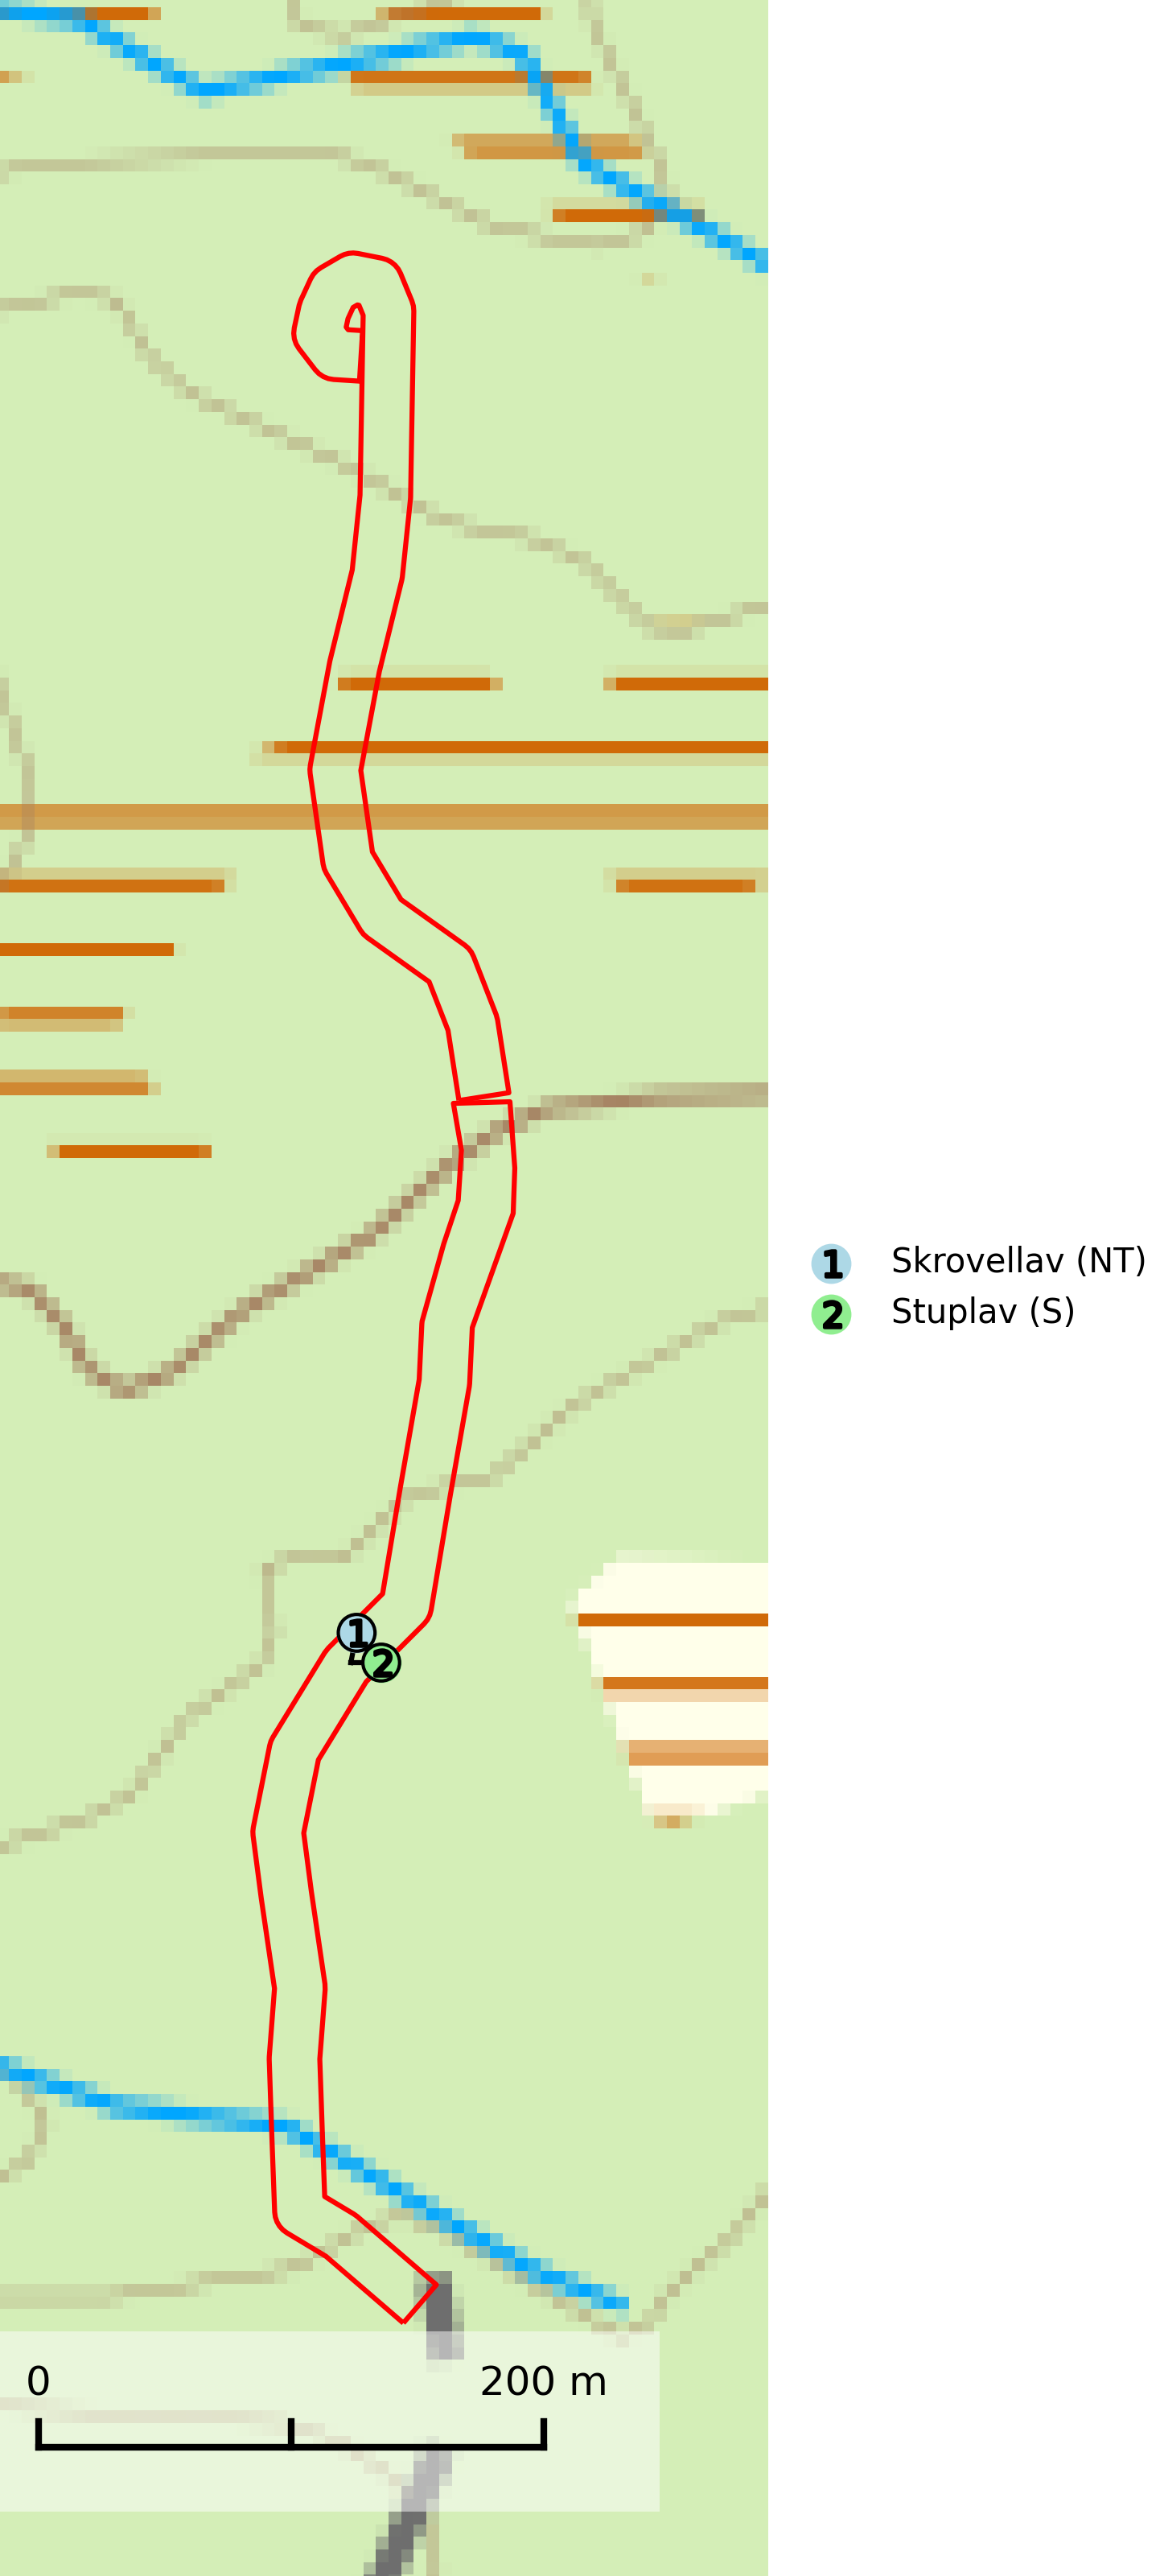 1 Skrovellav (NT)
2 Stuplav (S)
1
2
0 200 m